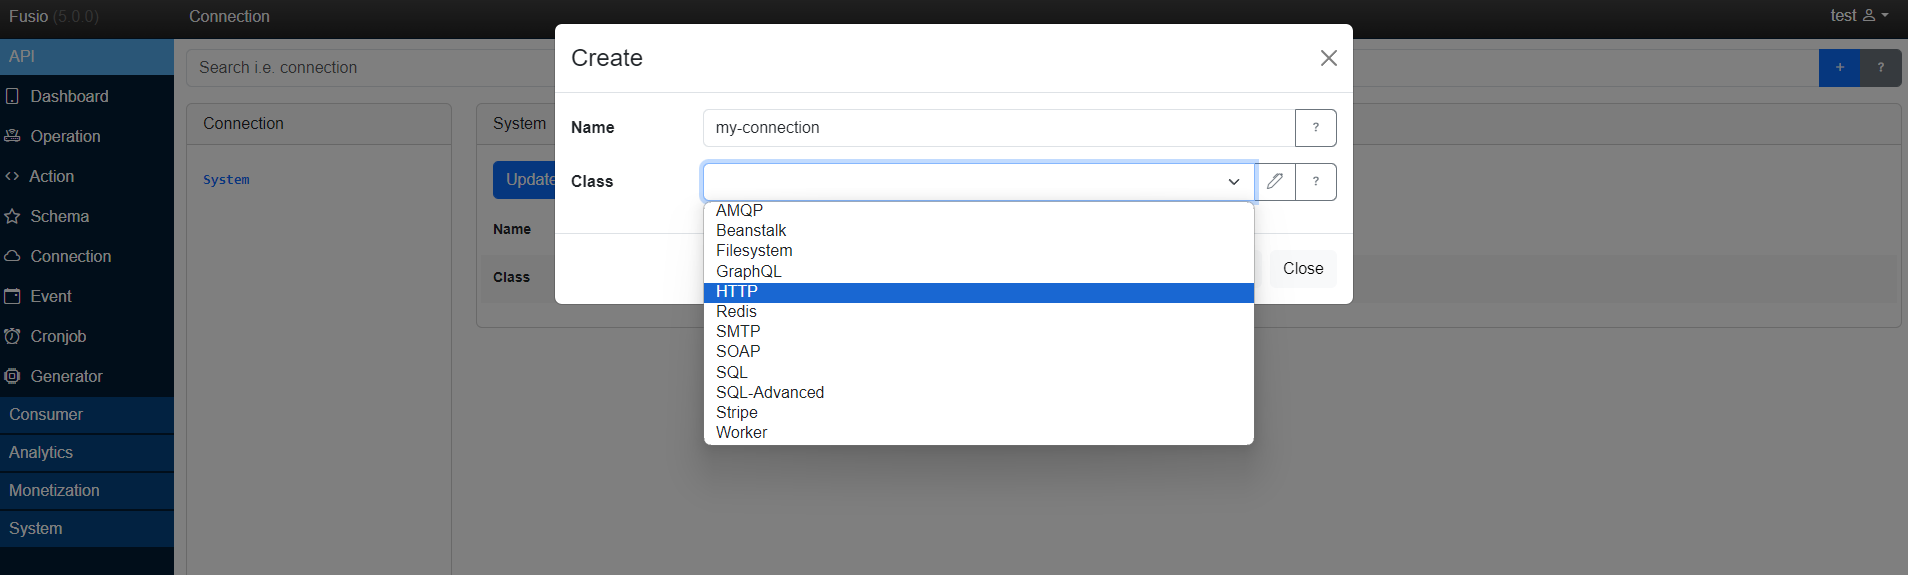 Fusio (5.0.0)
Connection
test
API
Dashboard
Operation
Action
Schema
Connection
Event
Cronjob
Generator
Consumer
Analytics
Monetization
System
Search i.e. connection
+
?
Connection
System
System
Update
Name
Class
Create
Name
my-connection
?
Class
?
AMQP
Beanstalk
Filesystem
GraphQL
HTTP
Redis
SMTP
SOAP
SQL
SQL-Advanced
Stripe
Worker
Close